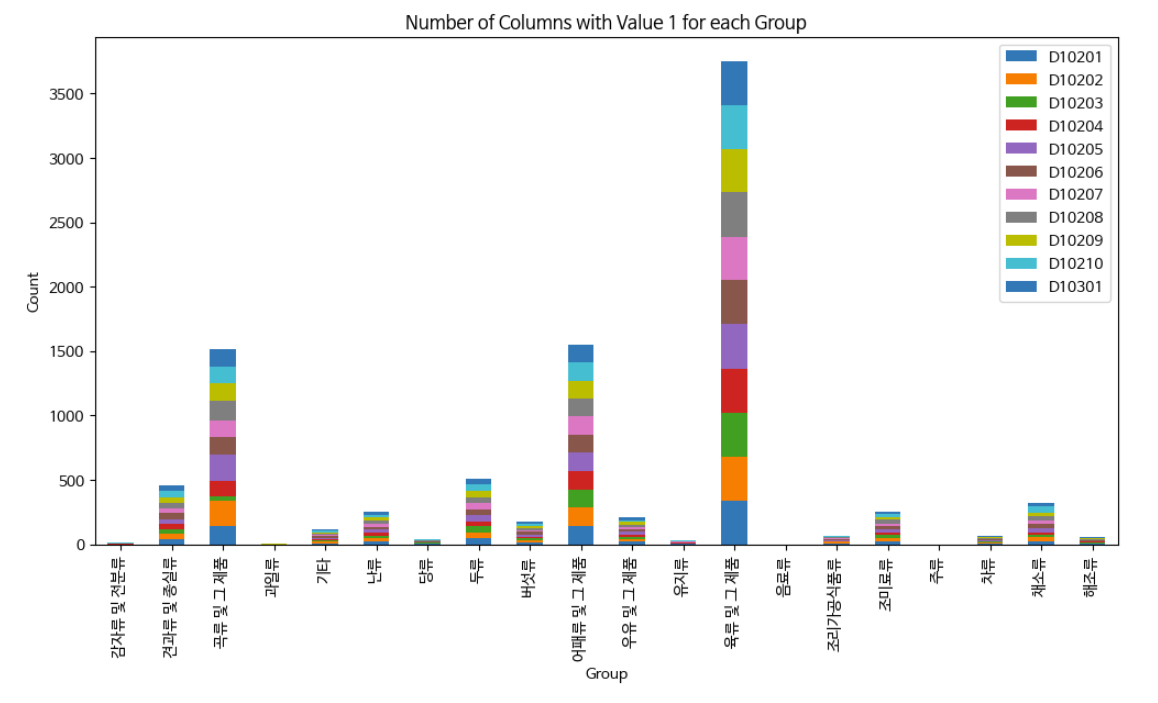 Number of Columns with Value 1 for each Group
Count
3500
3000
2500
2000
1500
1000
500
0
D10201
D10202
D10203
D10204
D10205
D10206
D10207
D10208
D10209
D10210
D10301
감자류 및 전분류
견과류 및 종실류
곡류 및 그 제품
과일류
기타
난류
당류
두류
버섯류
어패류 및 그 제품
우유 및 그 제품
유지류
육류 및 그 제품
음료류
조리가공식품류
조미료류
주류
차류
채소류
해조류
Group